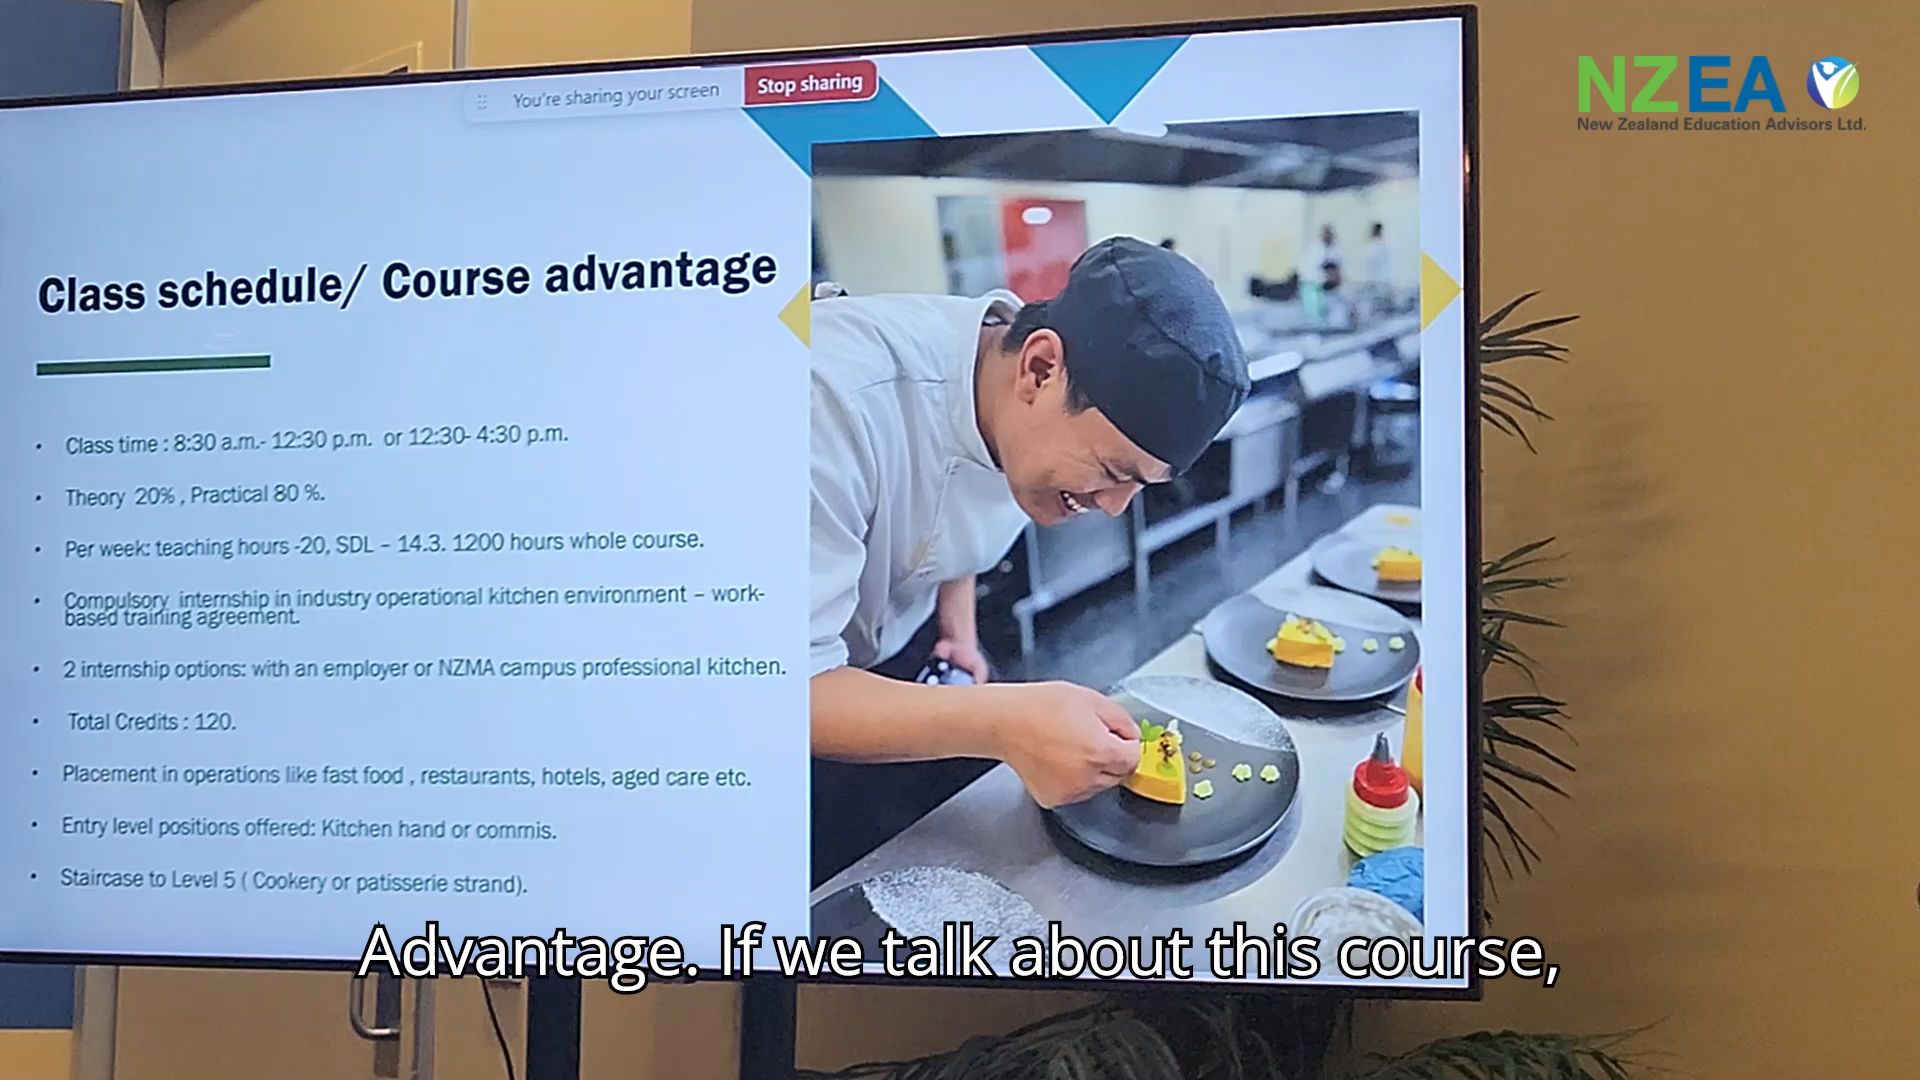 You're sharing your screen
Stop sharing
NZEA
New Zealand Education Advisors Ltd.
Class schedule/ Course advantage
• Class time : 8:30 a.m.- 12:30 p.m. or 12:30- 4:30 p.m.
• Theory 20% , Practical 80 %.
• Per week: teaching hours -20, SDL – 14.3. 1200 hours whole course.
• Compulsory internship in industry operational kitchen environment – work-
based training agreement.
• 2 internship options: with an employer or NZMA campus professional kitchen.
• Total Credits : 120.
• Placement in operations like fast food , restaurants, hotels, aged care etc.
• Entry level positions offered: Kitchen hand or commis.
• Staircase to Level 5 ( Cookery or patisserie strand).
Advantage. If we talk about this course,